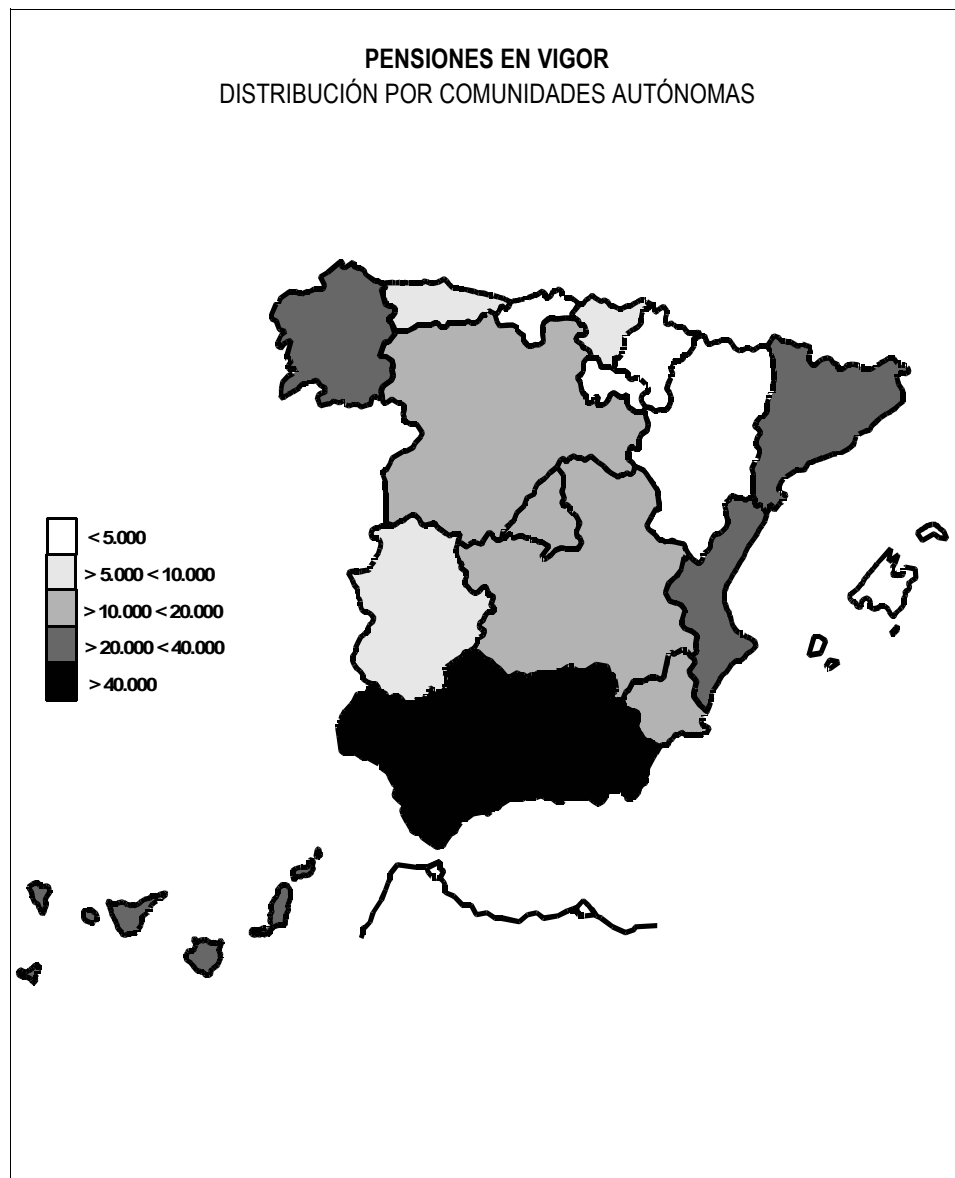 PENSIONES EN VIGOR
DISTRIBUCIÓN POR COMUNIDADES AUTÓNOMAS
< 5.000
> 5.000 < 10.000
> 10.000 < 20.000
> 20.000 < 40.000
> 40.000